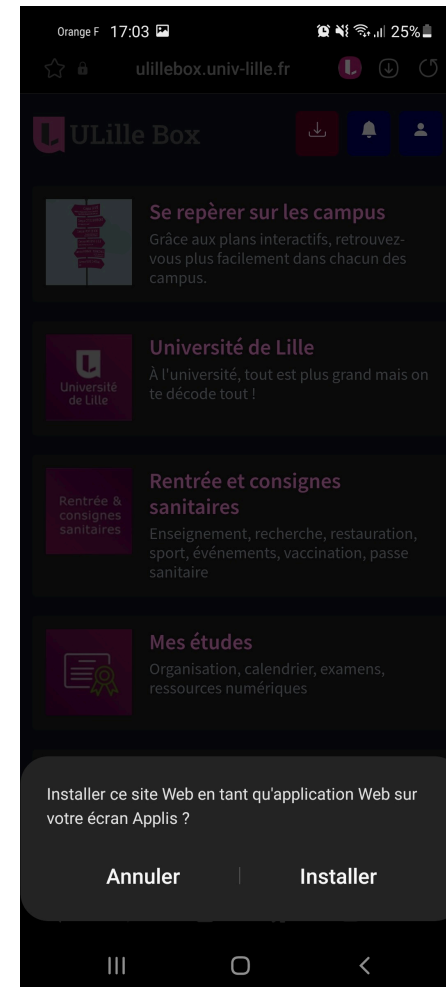 Orange F 17:03 25%
ulillebox.univ-lille.fr
ULille Box
Se repèrer sur les campus
Grâce aux plans interactifs, retrouvez-
vous plus facilement dans chacun des
campus.
Université
de Lille
Université de Lille
À l'université, tout est plus grand mais on
te décode tout !
Rentrée &
consignes
sanitaires
Rentrée et consignes
sanitaires
Enseignement, recherche, restauration,
sport, événements, vaccination, passe
sanitaire
Mes études
Organisation, calendrier, examens,
ressources numériques
Installer ce site Web en tant qu'application Web sur
votre écran Applis ?
Annuler Installer